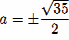 a = ±√35/2